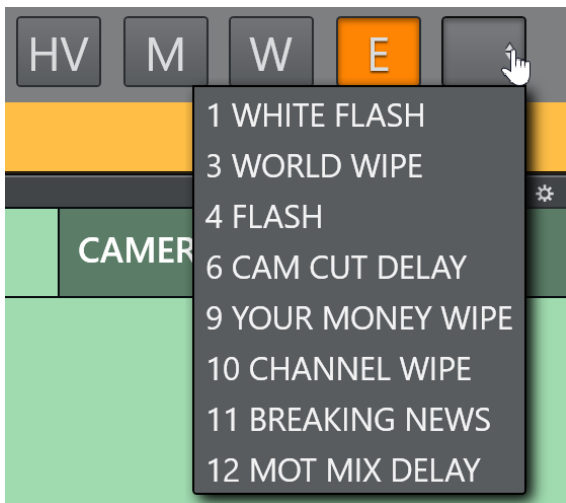 HV M W E
1 WHITE FLASH
3 WORLD WIPE
4 FLASH
6 CAM CUT DELAY
9 YOUR MONEY WIPE
10 CHANNEL WIPE
11 BREAKING NEWS
12 MOT MIX DELAY
CAMER